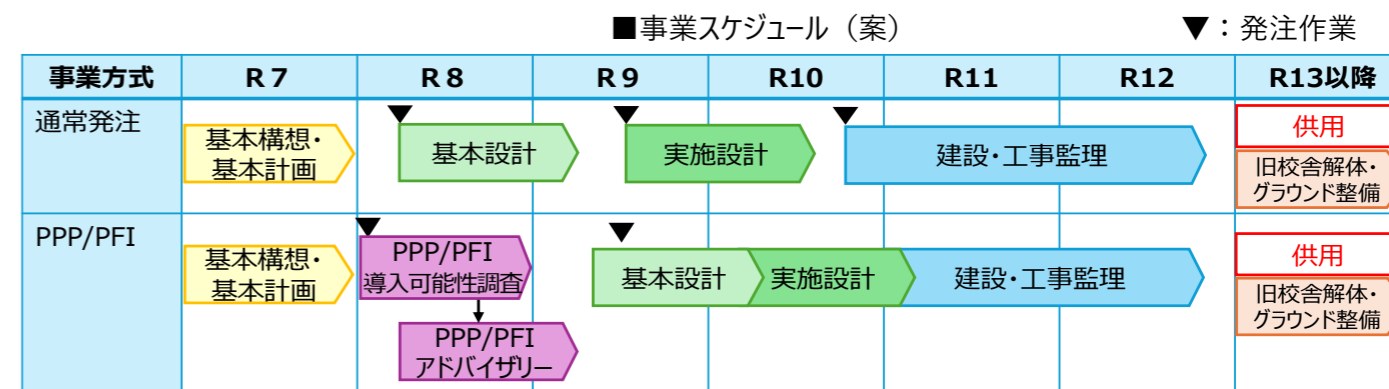 ■事業スケジュール（案）
▼：発注作業
事業方式
R７
R８
R９
R10
R11
R12
R13以降
通常発注
基本構想・
基本計画
基本設計
実施設計
建設・工事監理
供用
旧校舎解体・
グラウンド整備
PPP/PFI
基本構想・
基本計画
PPP/PFI
導入可能性調査
PPP/PFI
アドバイザリー
基本設計
実施設計
建設・工事監理
供用
旧校舎解体・
グラウンド整備